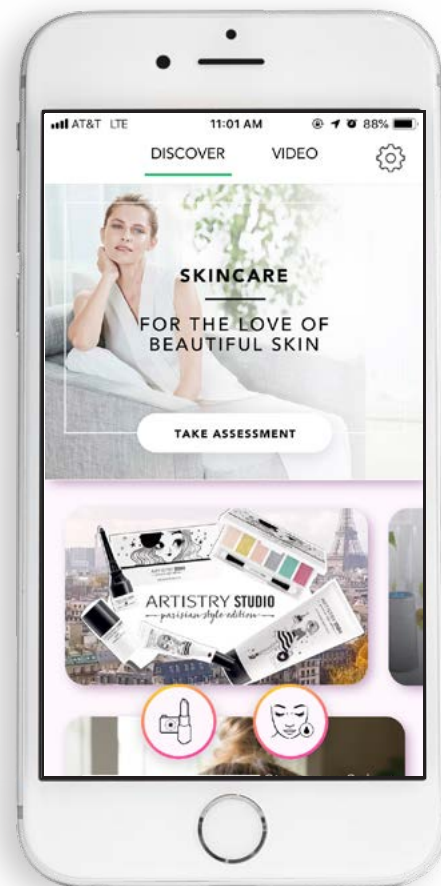 AT&T LTE 11:01 AM 88%
DISCOVER VIDEO
SKINCARE
FOR THE LOVE OF
BEAUTIFUL SKIN
TAKE ASSESSMENT
ARTISTRY STUDIO
parisian style edition